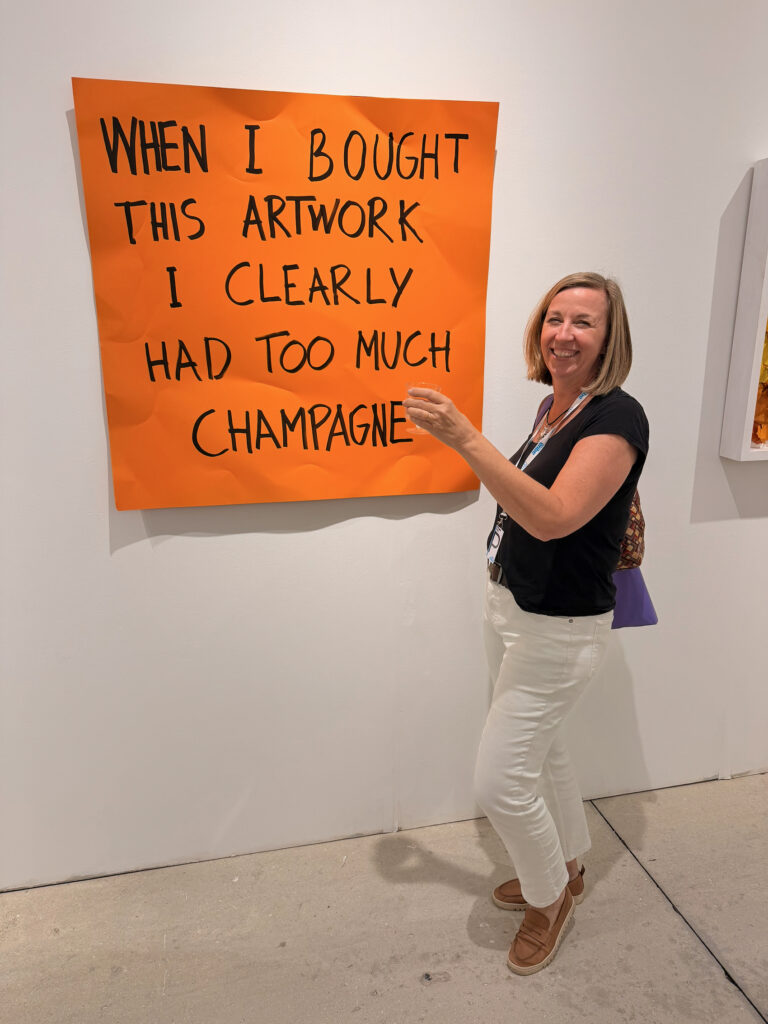 WHEN I BOUGHT
THIS ARTWORK
I CLEARLY
HAD TOO MUCH
CHAMPAGNE